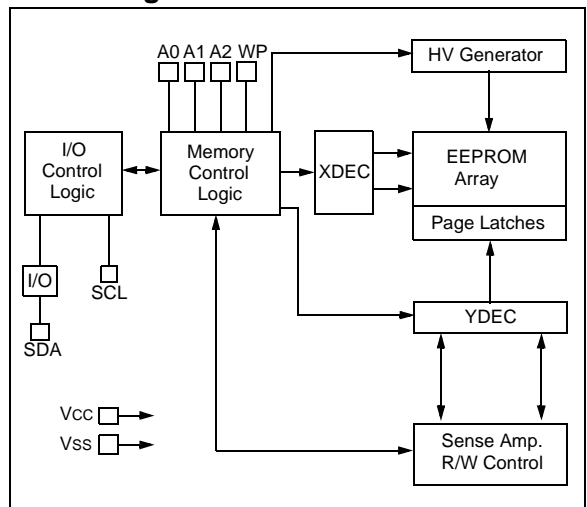 A0 A1 A2 WP
HV Generator
I/O
Control
Logic
Memory
Control
Logic
XDEC
EEPROM
Array
Page Latches
I/O
SCL
SDA
YDEC
Vcc
Vss
Sense Amp.
R/W Control